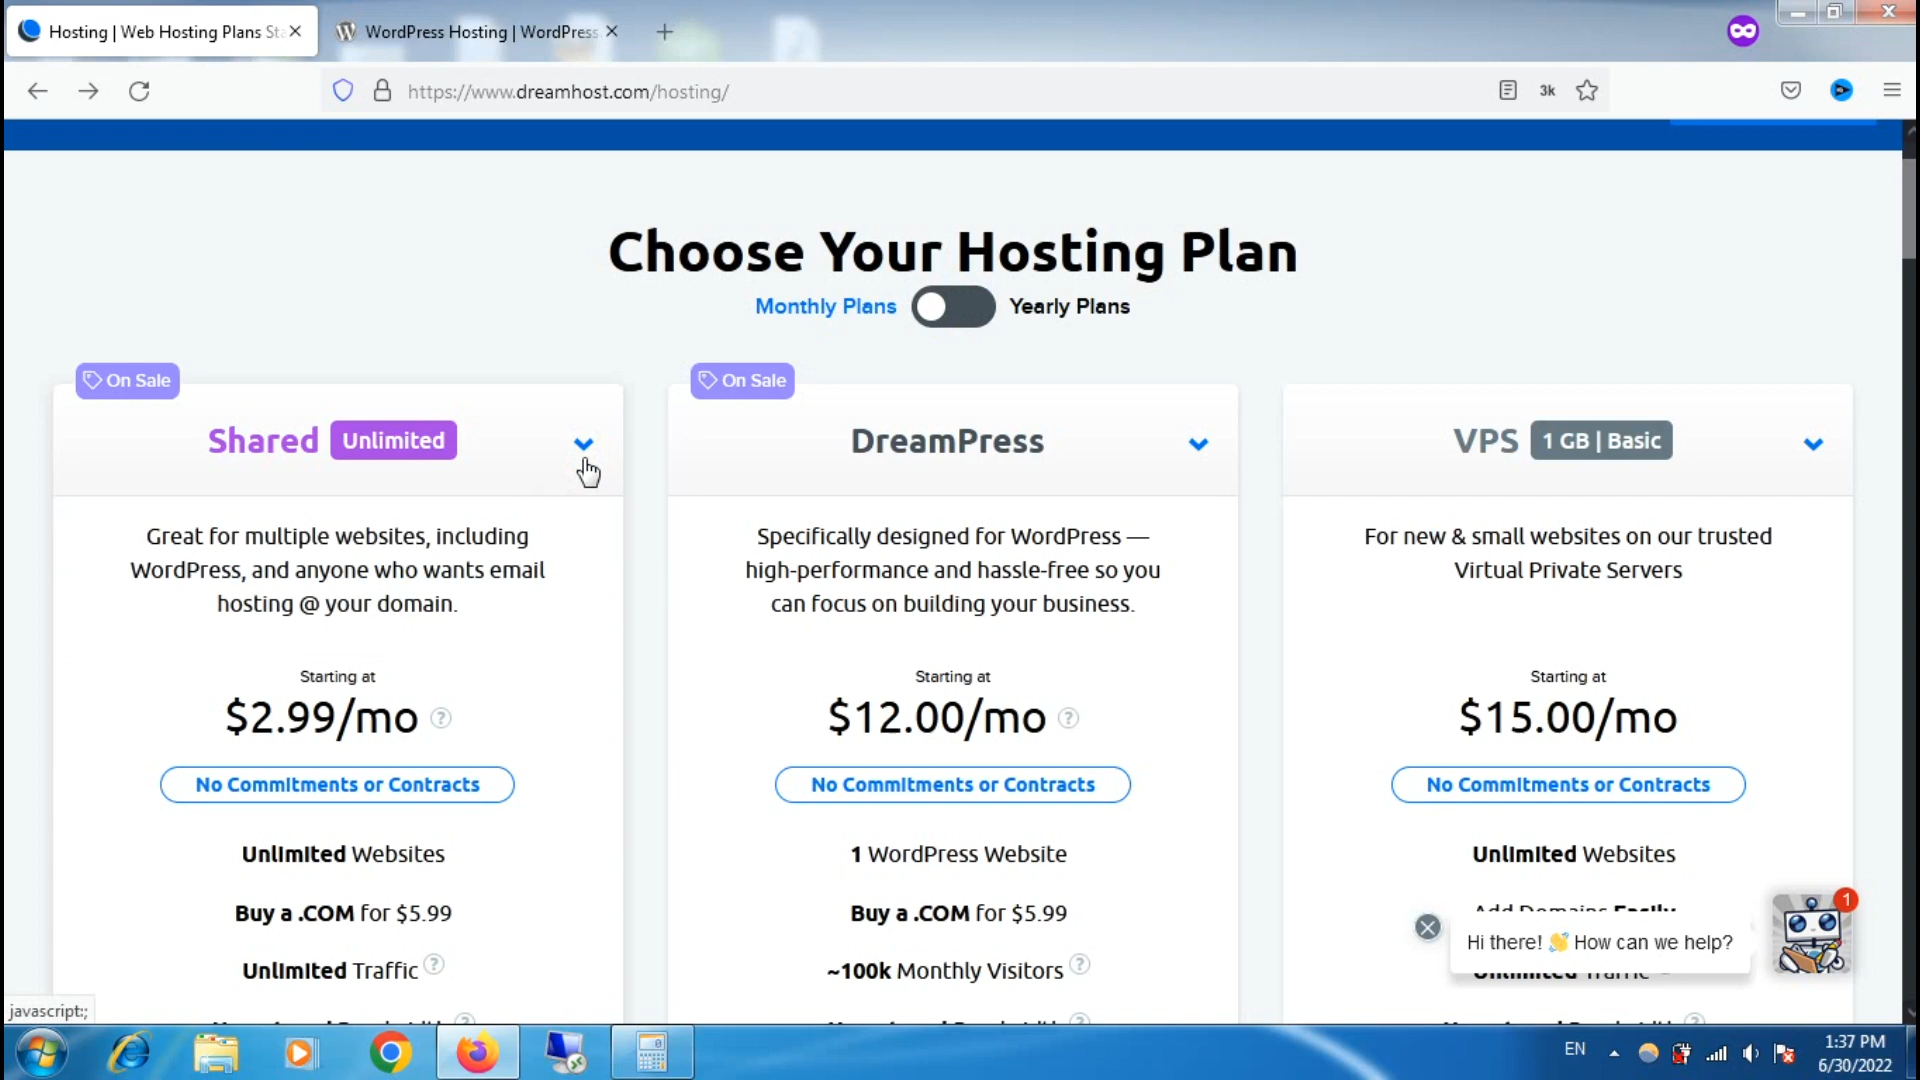 Hosting | Web Hosting Plans Sta
WordPress Hosting | WordPress
https://www.dreamhost.com/hosting/
3k
Choose Your Hosting Plan
Monthly Plans
Yearly Plans
On Sale
On Sale
Shared Unlimited
DreamPress
VPS 1 GB | Basic
Great for multiple websites, including
WordPress, and anyone who wants email
hosting @ your domain.
Specifically designed for WordPress —
high-performance and hassle-free so you
can focus on building your business.
For new & small websites on our trusted
Virtual Private Servers
Starting at
$2.99/mo ?
Starting at
$12.00/mo ?
Starting at
$15.00/mo
No Commitments or Contracts
No Commitments or Contracts
No Commitments or Contracts
Unlimited Websites
Buy a .COM for $5.99
Unlimited Traffic ?
1 WordPress Website
Buy a .COM for $5.99
~100k Monthly Visitors ?
Unlimited Websites
Add Domains Easily
Unlimited Traffic
Hi there! 👋 How can we help?
1
javascript:;
EN
1:37 PM
6/30/2022